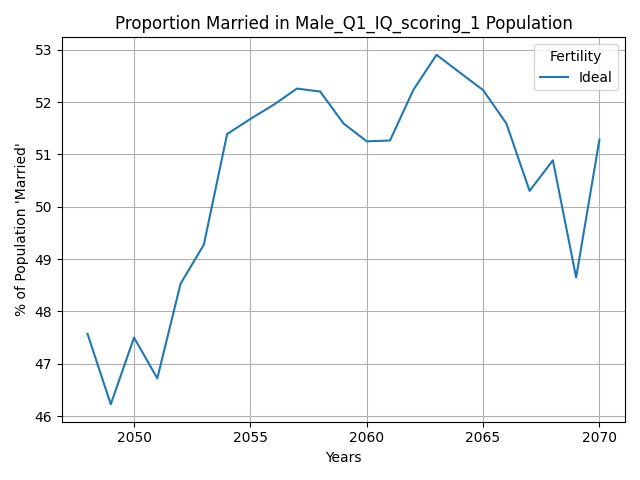 Proportion Married in Male_Q1_IQ_scoring_1 Population
Fertility
Ideal
% of Population 'Married'
53
52
51
50
49
48
47
46
2050
2055
2060
2065
2070
Years